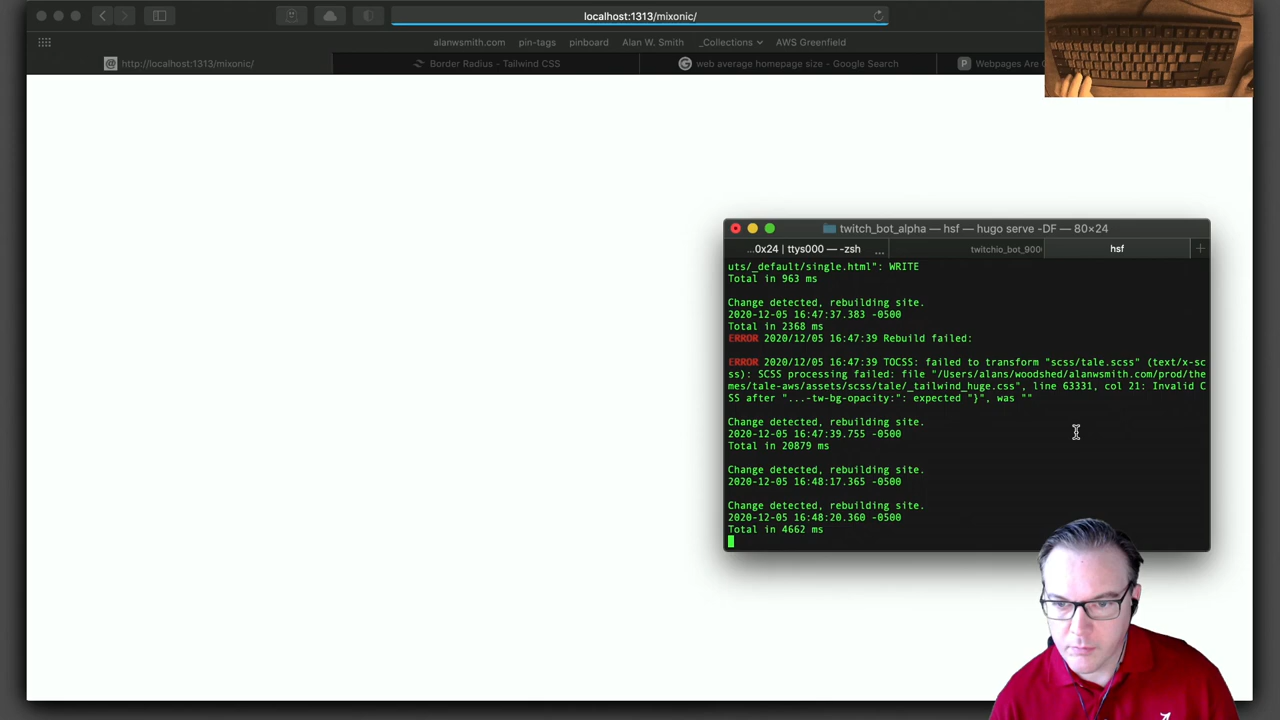 localhost:1313/mixonic/
alanwsmith.com pin-tags pinboard Alan W. Smith _Collections AWS Greenfield
http://localhost:1313/mixonic/ Border Radius - Tailwind CSS web average homepage size - Google Search Webpages Are
twitch_bot_alpha — hsf — hugo serve -DF — 80×24
...0x24 | ttys000 — -zsh ... twitchio_bot_900 hsf
uts/_default/single.html": WRITE
Total in 963 ms
Change detected, rebuilding site.
2020-12-05 16:47:37.383 -0500
Total in 2368 ms
ERROR 2020/12/05 16:47:39 Rebuild failed:
ERROR 2020/12/05 16:47:39 TOCSS: failed to transform "scss/tale.scss" (text/x-sc
ss): SCSS processing failed: file "/Users/alans/woodshed/alanwsmith.com/prod/the
mes/tale-aws/assets/scss/tale/_tailwind_huge.css", line 63331, col 21: Invalid C
SS after "...-tw-bg-opacity:": expected "}", was ""
Change detected, rebuilding site.
2020-12-05 16:47:39.755 -0500
Total in 20879 ms
Change detected, rebuilding site.
2020-12-05 16:48:17.365 -0500
Change detected, rebuilding site.
2020-12-05 16:48:20.360 -0500
Total in 4662 ms